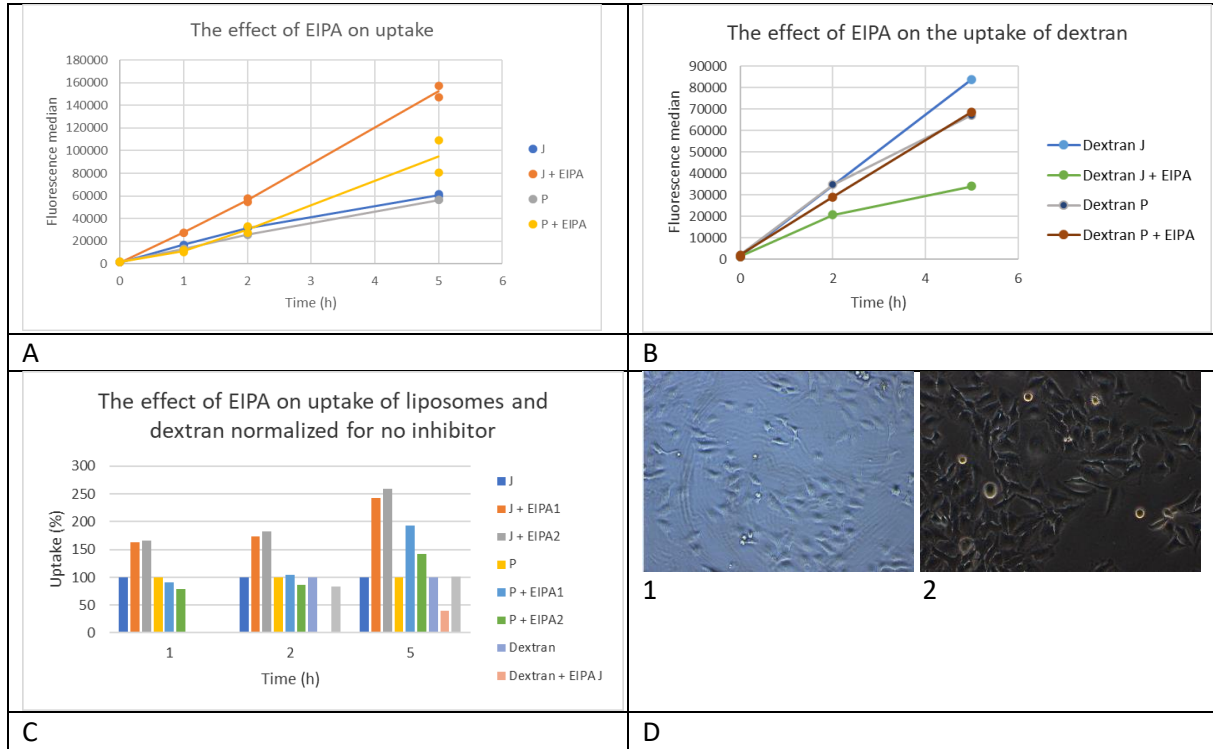 The effect of EIPA on uptake
Fluorescence median
180000
160000
140000
120000
100000
80000
60000
40000
20000
0
0 1 2 3 4 5 6
Time (h)
J
J + EIPA
P
P + EIPA
A
The effect of EIPA on the uptake of dextran
Fluorescence median
90000
80000
70000
60000
50000
40000
30000
20000
10000
0
0 2 4 6
Time (h)
Dextran J
Dextran J + EIPA
Dextran P
Dextran P + EIPA
B
The effect of EIPA on uptake of liposomes and
dextran normalized for no inhibitor
Uptake (%)
300
250
200
150
100
50
0
1 2 5
Time (h)
J
J + EIPA1
J + EIPA2
P
P + EIPA1
P + EIPA2
Dextran
Dextran + EIPA J
C
1 2
D